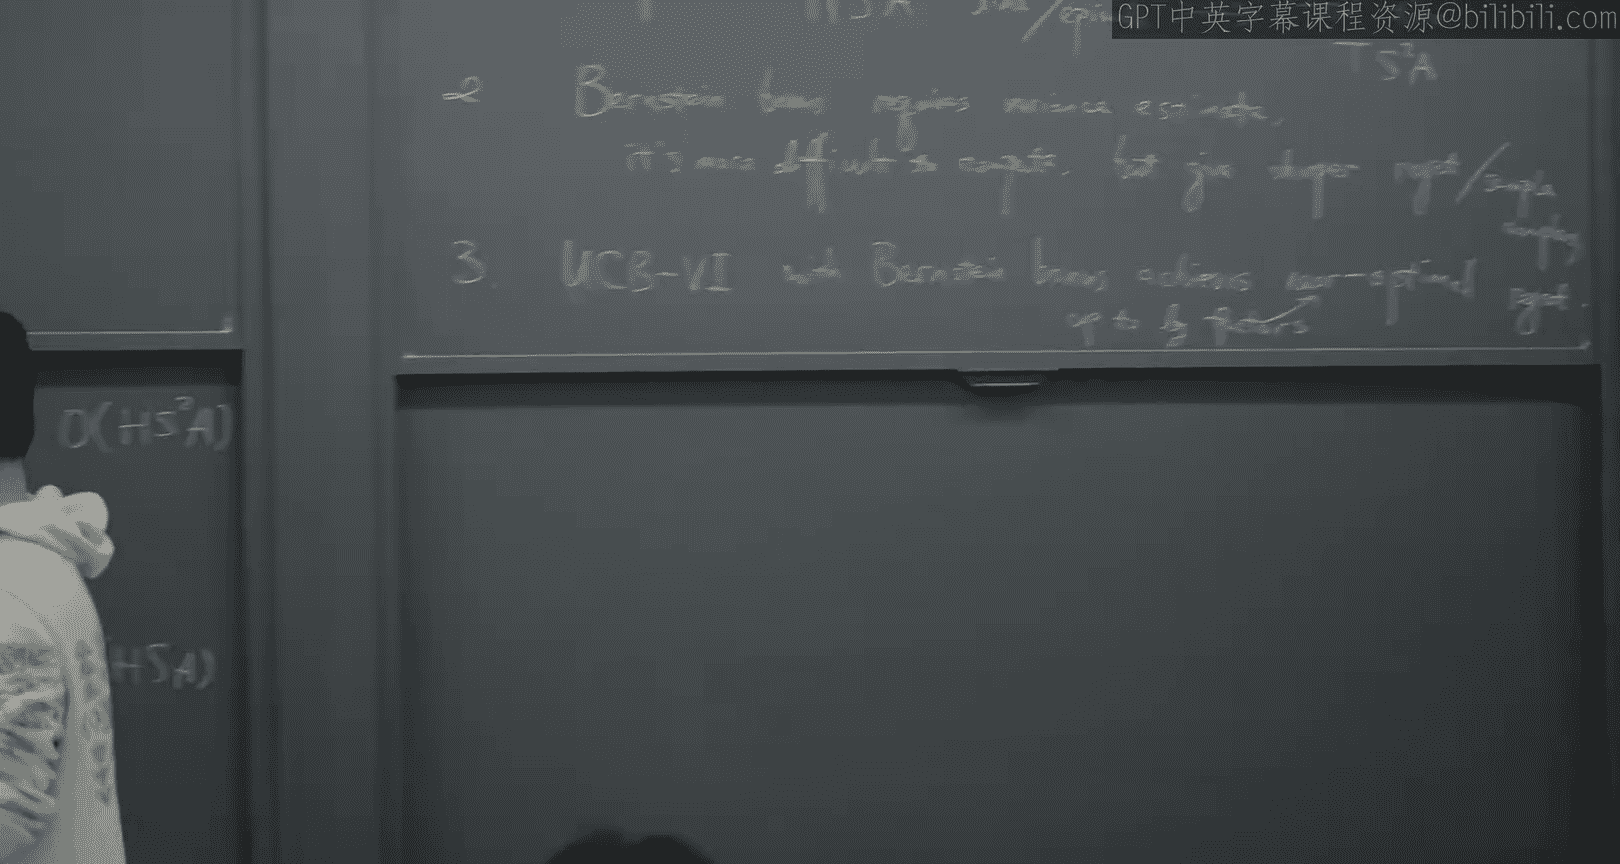 GPT中英字幕课程资源@bilibili.com
HSA
TS²A
2 Bernstein bonus requires variance estimate,
it's more difficult to compute. but give sharper regret/sample complexity
3. UCB-VI with Bernstein bonus achieves near-optimal regret.
up to log factors
O(HS²A)
(HSA)